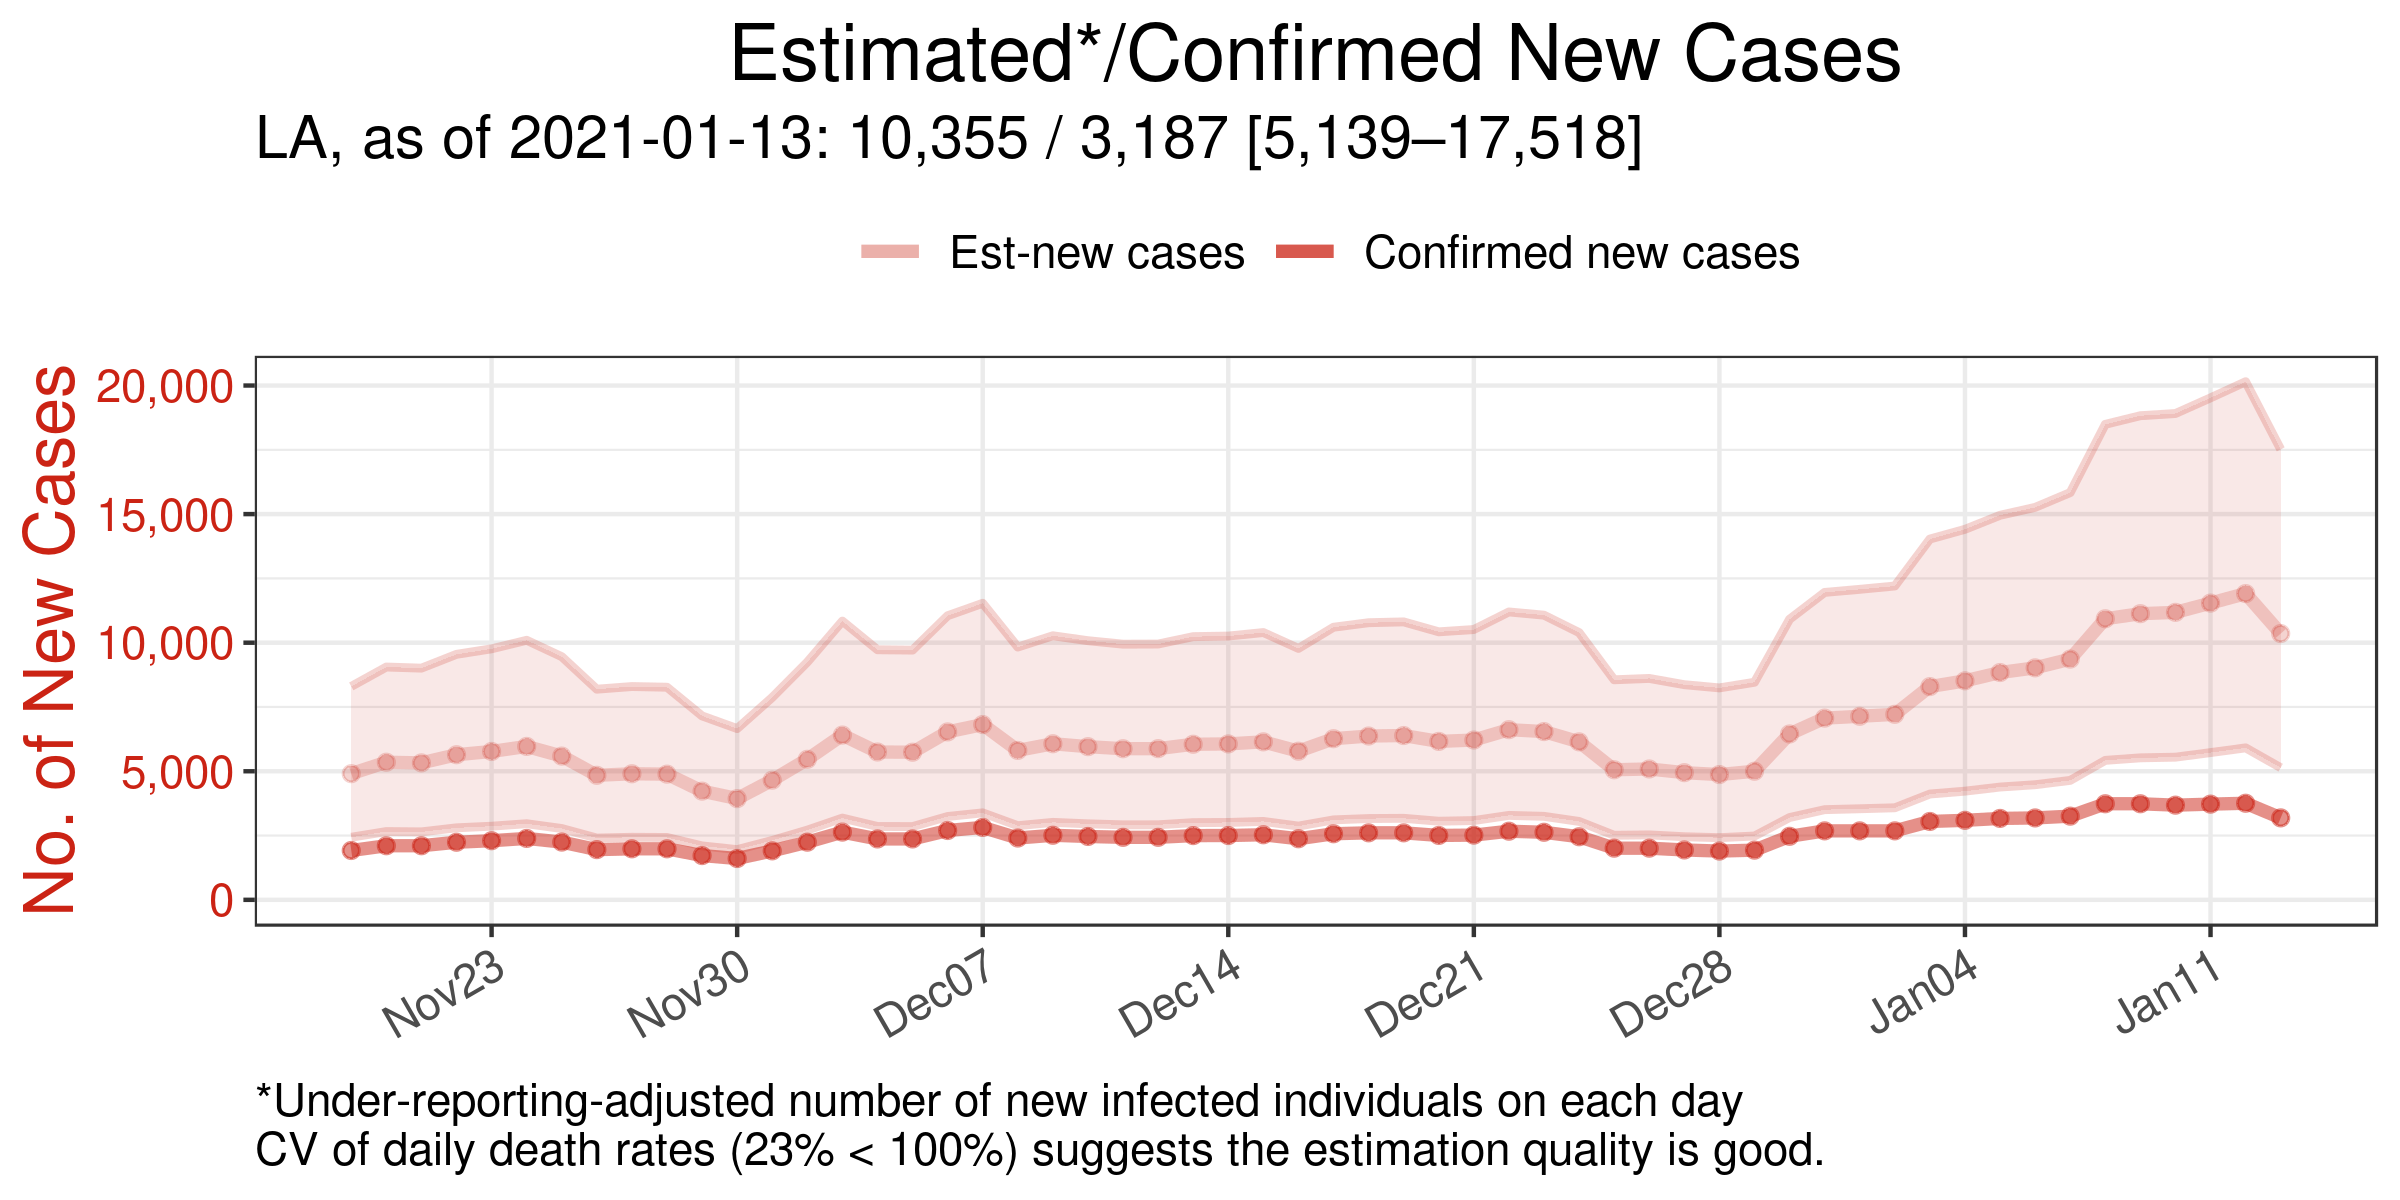 Estimated*/Confirmed New Cases
LA, as of 2021-01-13: 10,355 / 3,187 [5,139–17,518]
Est-new cases
Confirmed new cases
No. of New Cases
20,000
15,000
10,000
5,000
0
Nov23
Nov30
Dec07
Dec14
Dec21
Dec28
Jan04
Jan11
*Under-reporting-adjusted number of new infected individuals on each day
CV of daily death rates (23% < 100%) suggests the estimation quality is good.